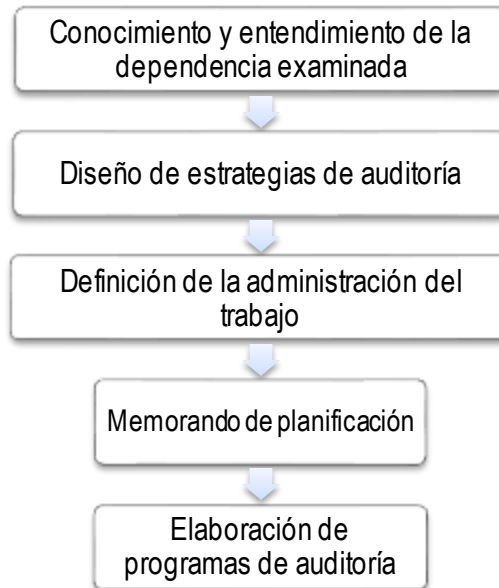 Conocimiento y entendimiento de la
dependencia examinada
Diseño de estrategias de auditoría
Definición de la administración del
trabajo
Memorando de planificación
Elaboración de
programas de auditoría